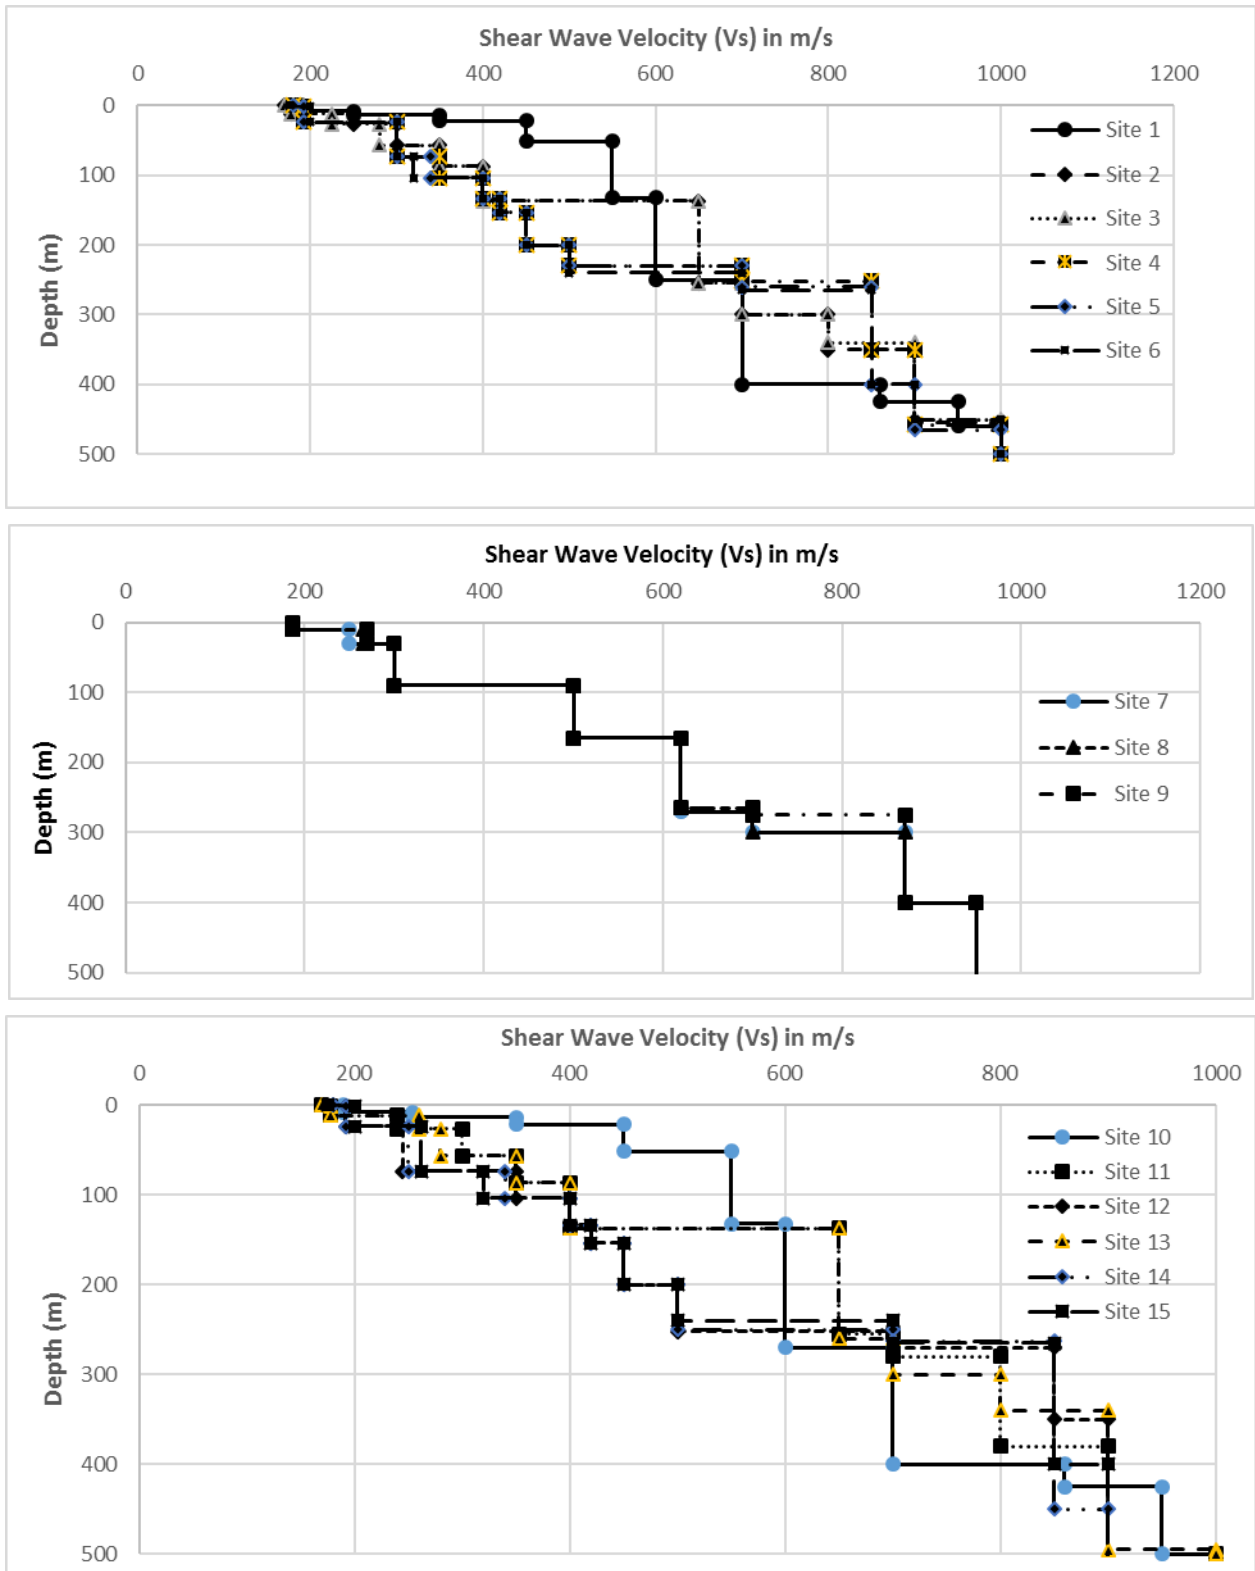 Shear Wave Velocity (Vs) in m/s
0 200 400 600 800 1000 1200
0
100
200
300
400
500
Depth (m)
Site 1
Site 2
Site 3
Site 4
Site 5
Site 6
Shear Wave Velocity (Vs) in m/s
0 200 400 600 800 1000 1200
0
100
200
300
400
500
Depth (m)
Site 7
Site 8
Site 9
Shear Wave Velocity (Vs) in m/s
0 200 400 600 800 1000
0
100
200
300
400
500
Depth (m)
Site 10
Site 11
Site 12
Site 13
Site 14
Site 15